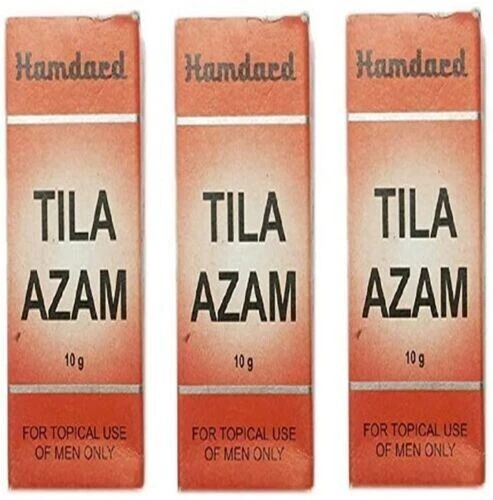 Hamdard
TILA
AZAM
10 g
FOR TOPICAL USE
OF MEN ONLY
Hamdard
TILA
AZAM
10 g
FOR TOPICAL USE
OF MEN ONLY
Hamdard
TILA
AZAM
10 g
FOR TOPICAL USE
OF MEN ONLY